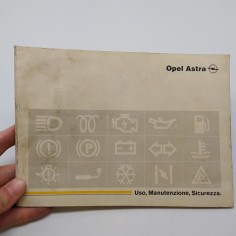 Opel Astra
Uso, Manutenzione, Sicurezza.